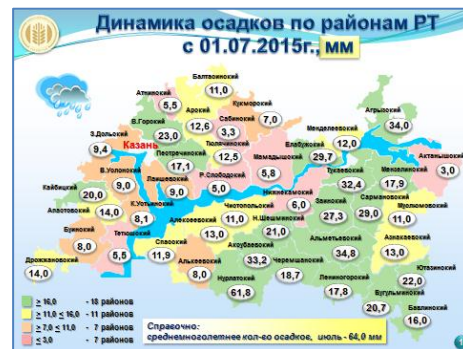 Динамика осадков по районам РТ
с 01.07.2015г., мм
Балтасинский
11,0
Атнинский
5,5
Кукморский
7,0
Арский
12,6
Сабинский
3,3
Агрызский
34,0
В.Горский
23,0
Тюлячинский
12,5
Менделеевский
12,0
З.Дольский
9,4
Казань
Пестречинский
17,1
Мамадышский
5,8
Елабужский
29,7
Актанышский
3,0
В.Услонский
9,0
Лаишевский
9,0
Р.Слободский
5,0
Тукаевский
32,4
Мензелинский
17,9
Кайбицкий
20,0
Нижнекамский
6,0
Апастовский
14,0
К.Устьинский
8,1
Чистопольский
11,0
Заинский
27,3
Сармановский
29,0
Муслюмовский
11,0
Буинский
8,0
Тетюшский
5,5
Алексеевский
13,0
Н.Шешминский
21,0
Азнакаевский
13,0
Дрожжановский
14,0
Спасский
11,9
Аксубаевский
33,2
Альметьевский
34,8
Алькеевский
8,0
Черемшанский
18,7
Ютазинский
22,0
Нурлатский
61,8
Лениногорский
17,8
Бугульминский
20,7
Бавлинский
16,0
≥ 16,0 - 18 районов
≥ 11,0 ≤ 16,0 - 11 районов
≥ 7,0 ≤ 11,0 - 7 районов
≤ 3,0 - 7 районов
Справочно:
среднемноголетнее кол-во осадков, июль - 64,0 мм